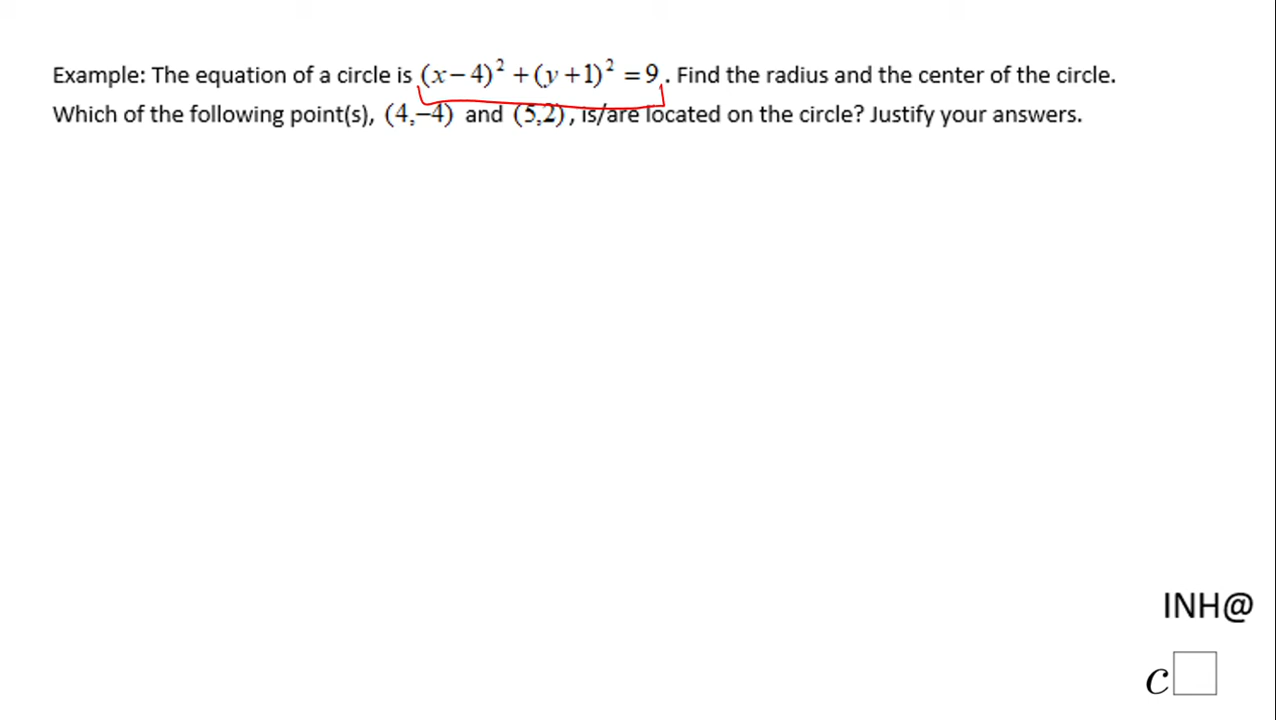 Example: The equation of a circle is (x − 4)² + (y + 1)² = 9. Find the radius and the center of the circle.
Which of the following point(s), (4,−4) and (5,2), is/are located on the circle? Justify your answers.
INH@
c